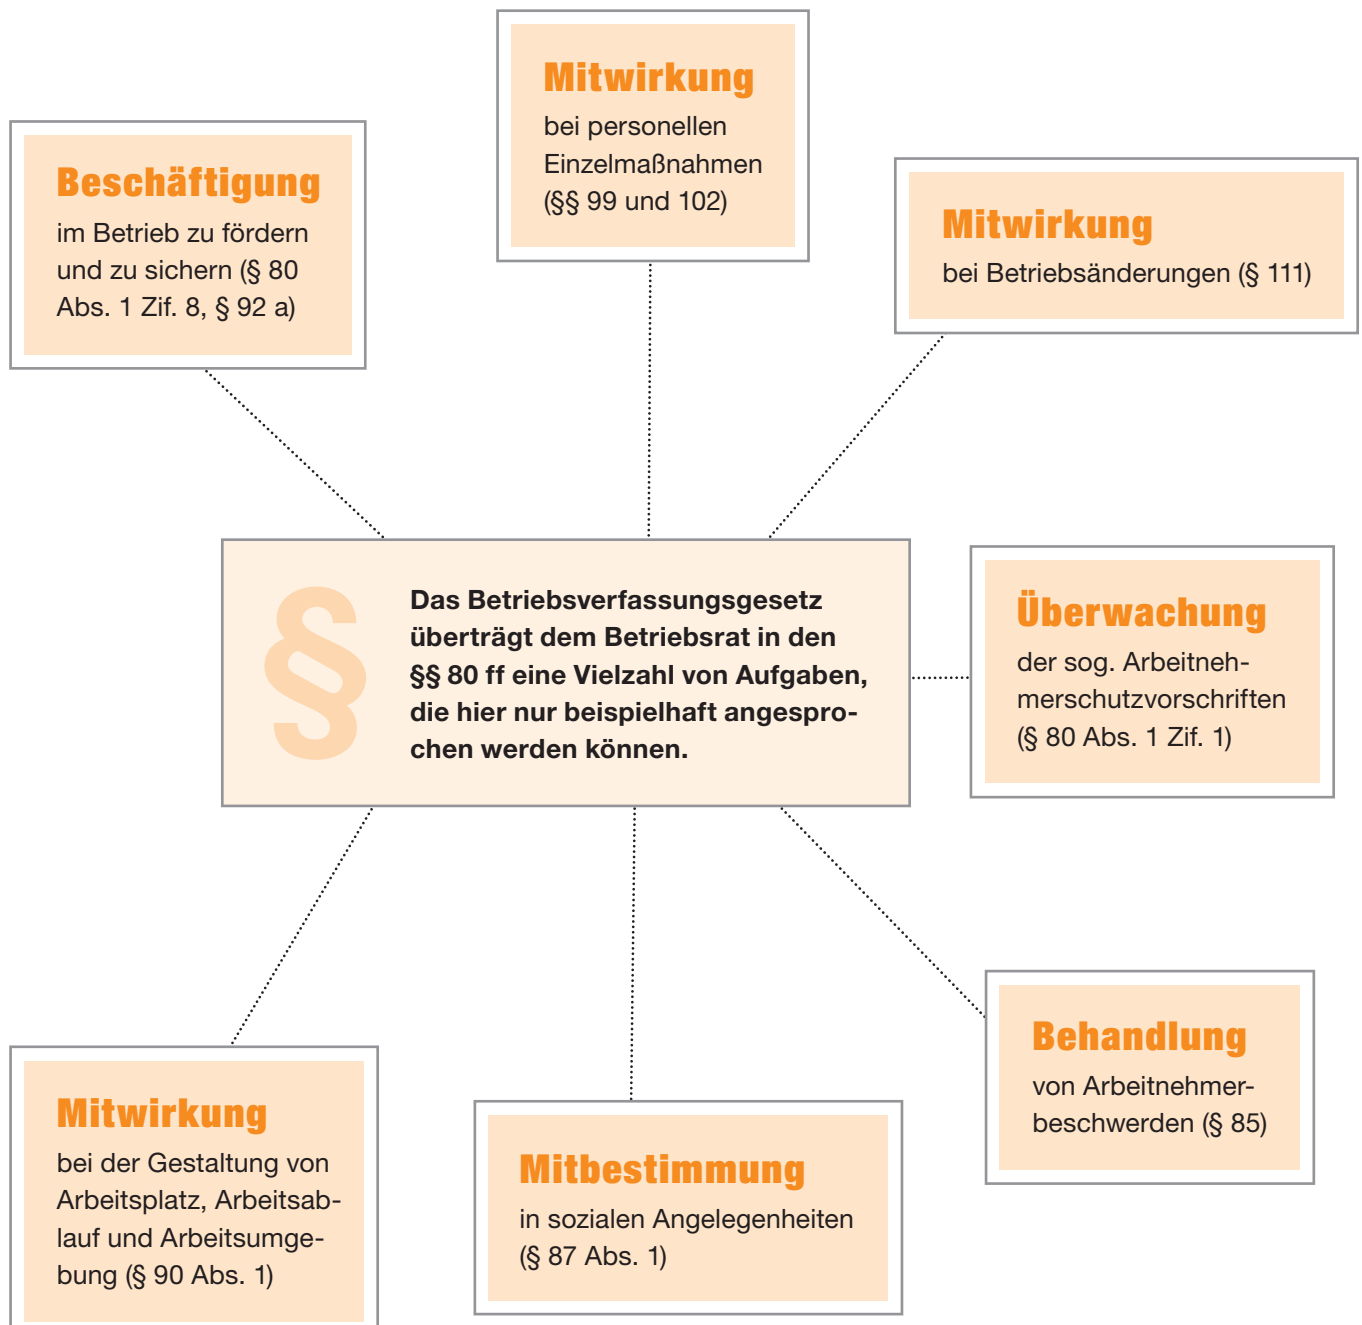 Mitwirkung
bei personellen
Einzelmaßnahmen
(§§ 99 und 102)
Beschäftigung
im Betrieb zu fördern
und zu sichern (§ 80
Abs. 1 Zif. 8, § 92 a)
Mitwirkung
bei Betriebsänderungen (§ 111)
§
Das Betriebsverfassungsgesetz
überträgt dem Betriebsrat in den
§§ 80 ff eine Vielzahl von Aufgaben,
die hier nur beispielhaft angespro-
chen werden können.
Überwachung
der sog. Arbeitneh-
merschutzvorschriften
(§ 80 Abs. 1 Zif. 1)
Behandlung
von Arbeitnehmer-
beschwerden (§ 85)
Mitwirkung
bei der Gestaltung von
Arbeitsplatz, Arbeitsab-
lauf und Arbeitsumge-
bung (§ 90 Abs. 1)
Mitbestimmung
in sozialen Angelegenheiten
(§ 87 Abs. 1)